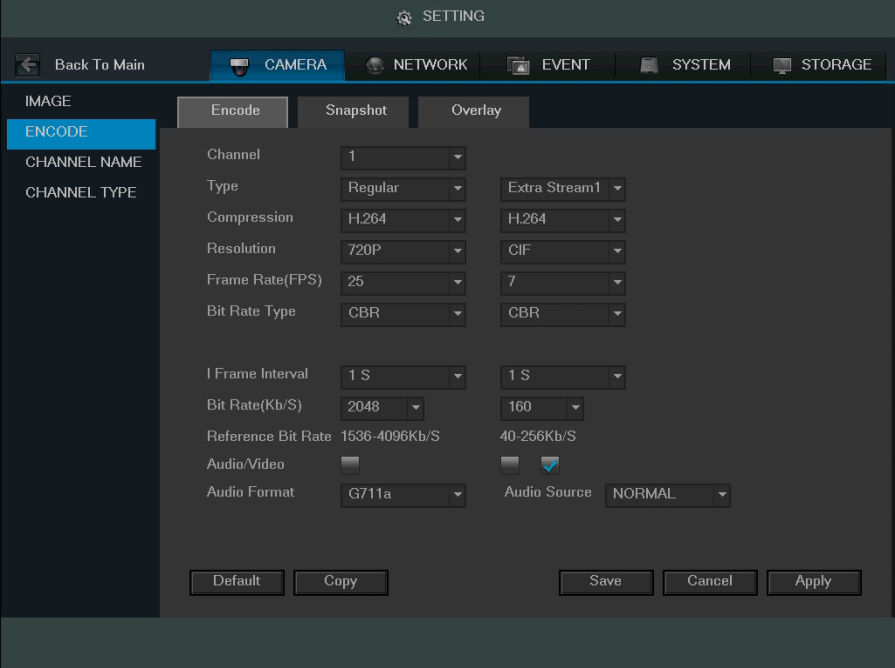 SETTING
Back To Main CAMERA NETWORK EVENT SYSTEM STORAGE
IMAGE
ENCODE
CHANNEL NAME
CHANNEL TYPE
Encode Snapshot Overlay
Channel 1
Type Regular Extra Stream1
Compression H.264 H.264
Resolution 720P CIF
Frame Rate(FPS) 25 7
Bit Rate Type CBR CBR
I Frame Interval 1 S 1 S
Bit Rate(Kb/S) 2048 160
Reference Bit Rate 1536-4096Kb/S 40-256Kb/S
Audio/Video
Audio Format G711a Audio Source NORMAL
Default Copy Save Cancel Apply